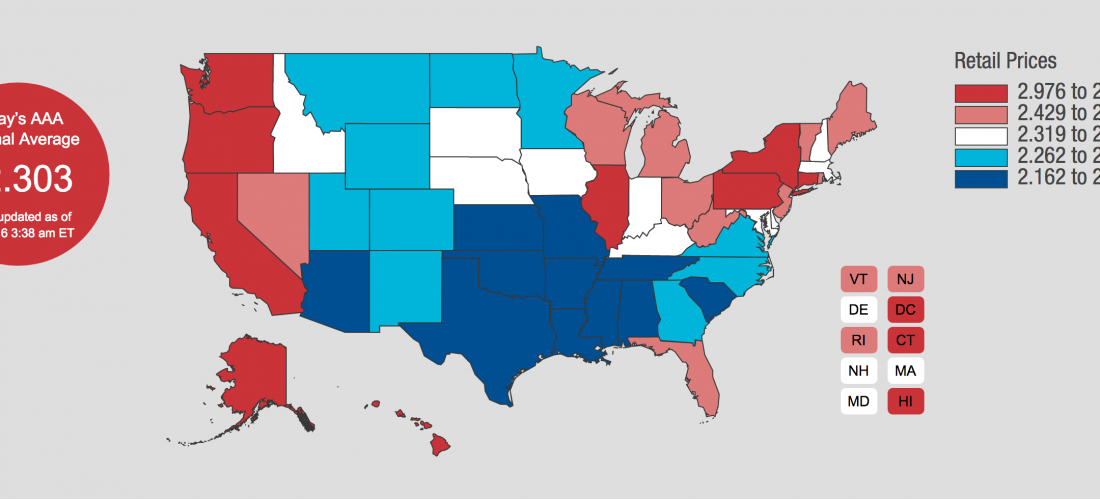 ay's AAA
nal Average
.303
updated as of
6 3:38 am ET
Retail Prices
2.976 to 2
2.429 to 2
2.319 to 2
2.262 to 2
2.162 to 2
VT NJ
DE DC
RI CT
NH MA
MD HI